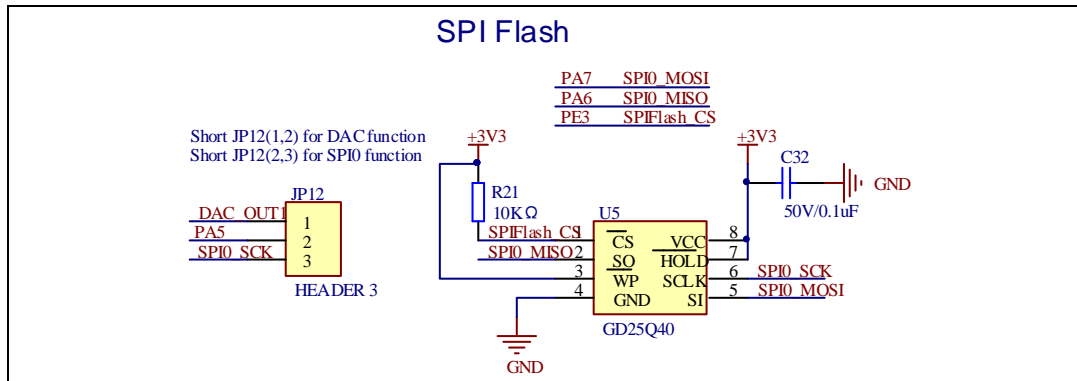 SPI Flash
PA7 SPI0_MOSI
PA6 SPI0_MISO
PE3 SPIFlash_CS
Short JP12(1,2) for DAC function
Short JP12(2,3) for SPI0 function
+3V3
+3V3
C32
GND
50V/0.1uF
JP12
DAC_OUT1 1
PA5 2
SPI0_SCK 3
HEADER 3
R21
10KΩ
U5
SPIFlash_CS 1 CS VCC 8
SPI0_MISO 2 SO HOLD 7
3 WP SCLK 6 SPI0_SCK
4 GND SI 5 SPI0_MOSI
GD25Q40
GND